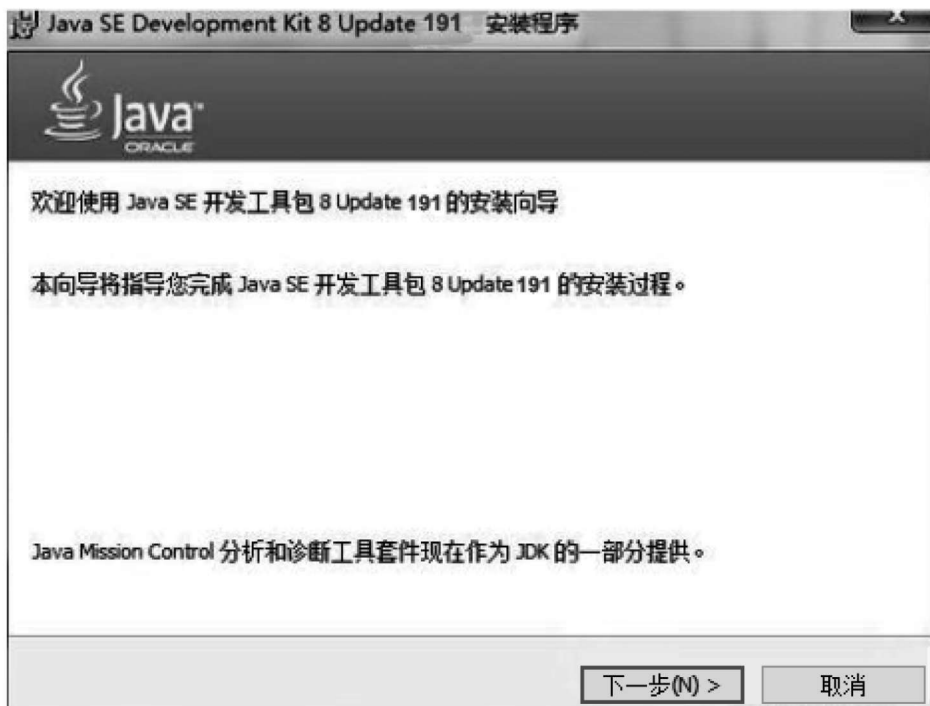 Java SE Development Kit 8 Update 191 安装程序
Java™
ORACLE
欢迎使用 Java SE 开发工具包 8 Update 191 的安装向导
本向导将指导您完成 Java SE 开发工具包 8 Update 191 的安装过程。
Java Mission Control 分析和诊断工具套件现在作为 JDK 的一部分提供。
下一步(N) >
取消